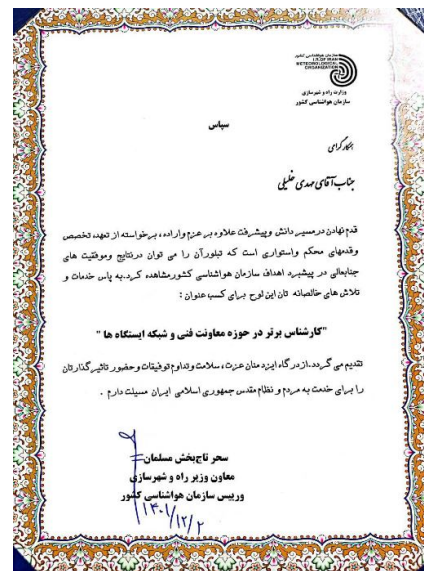 سازمان هواشناسی کشور
I.R.OF IRAN
METEOROLOGICAL
ORGANIZATION
وزارت راه و شهرسازی
سازمان هواشناسی کشور
سپاس
همکار گرامی
جناب آقای مهدی خلیلی
قدم نهادن در مسیر دانش و پیشرفت علاوه بر عزم و اراده، برخواسته از تعهد، تخصص
و قدمهای محکم و استواری است که تبلور آن را می توان در نتایج و موفقیت های
جنابعالی در پیشبرد اهداف سازمان هواشناسی کشور مشاهده کرد. به پاس خدمات و
تلاش های خالصانه تان این لوح برای کسب عنوان :
"کارشناس برتر در حوزه معاونت فنی و شبکه ایستگاه ها "
تقدیم می گردد. از درگاه ایزد منان عزت، سلامت و تداوم توفیقات و حضور تاثیرگذارتان
را برای خدمت به مردم و نظام مقدس جمهوری اسلامی ایران مسئلت دارم .
سحر تاج‌بخش مسلمان
معاون وزیر راه و شهرسازی
و رییس سازمان هواشناسی کشور
۱۴۰۱/۱۲/۲